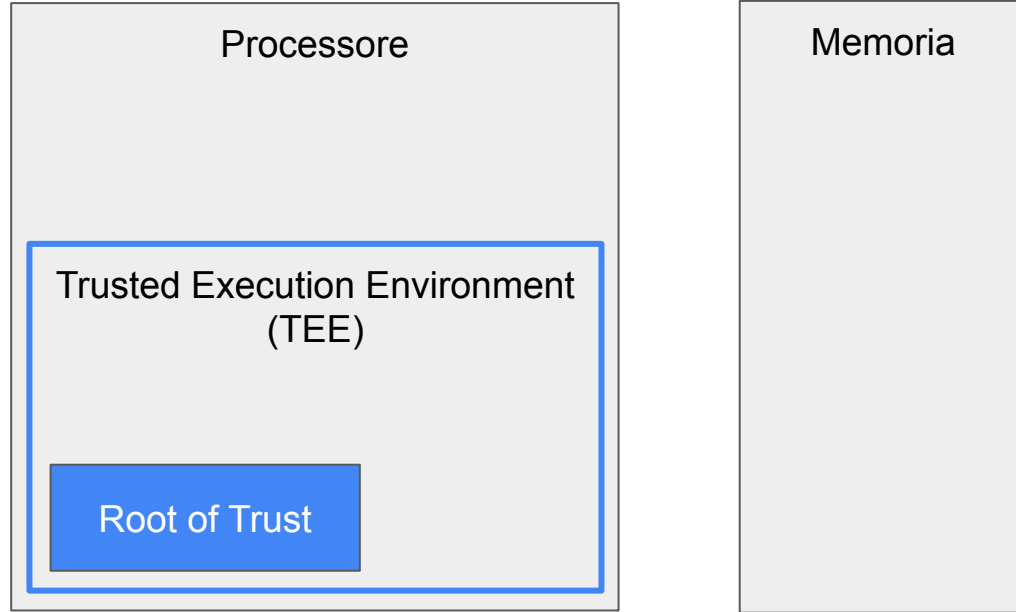 Processore
Memoria
Trusted Execution Environment
(TEE)
Root of Trust